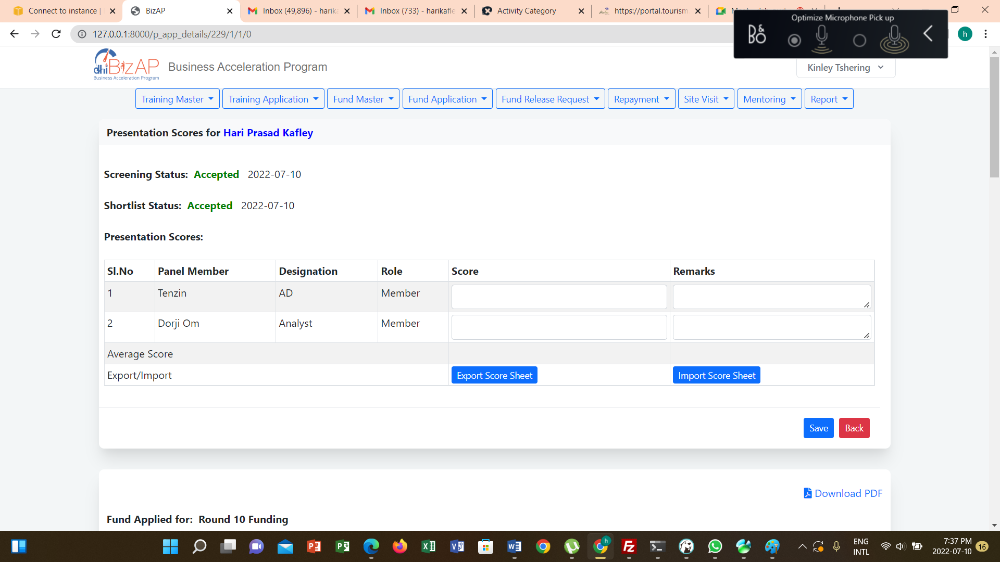 Connect to instance |
BizAP
Inbox (49,896) - harik
Inbox (733) - harikafle
Activity Category
https://portal.tourism
127.0.0.1:8000/p_app_details/229/1/1/0
Optimize Microphone Pick up
B&O
h
dhi BizAP
Business Acceleration Program
Business Acceleration Program
Kinley Tshering
Training Master
Training Application
Fund Master
Fund Application
Fund Release Request
Repayment
Site Visit
Mentoring
Report
Presentation Scores for Hari Prasad Kafley
Screening Status: Accepted 2022-07-10
Shortlist Status: Accepted 2022-07-10
Presentation Scores:
Sl.No Panel Member Designation Role Score Remarks
1 Tenzin AD Member
2 Dorji Om Analyst Member
Average Score
Export/Import Export Score Sheet Import Score Sheet
Save Back
Download PDF
Fund Applied for: Round 10 Funding
ENG
INTL
7:37 PM
2022-07-10
16